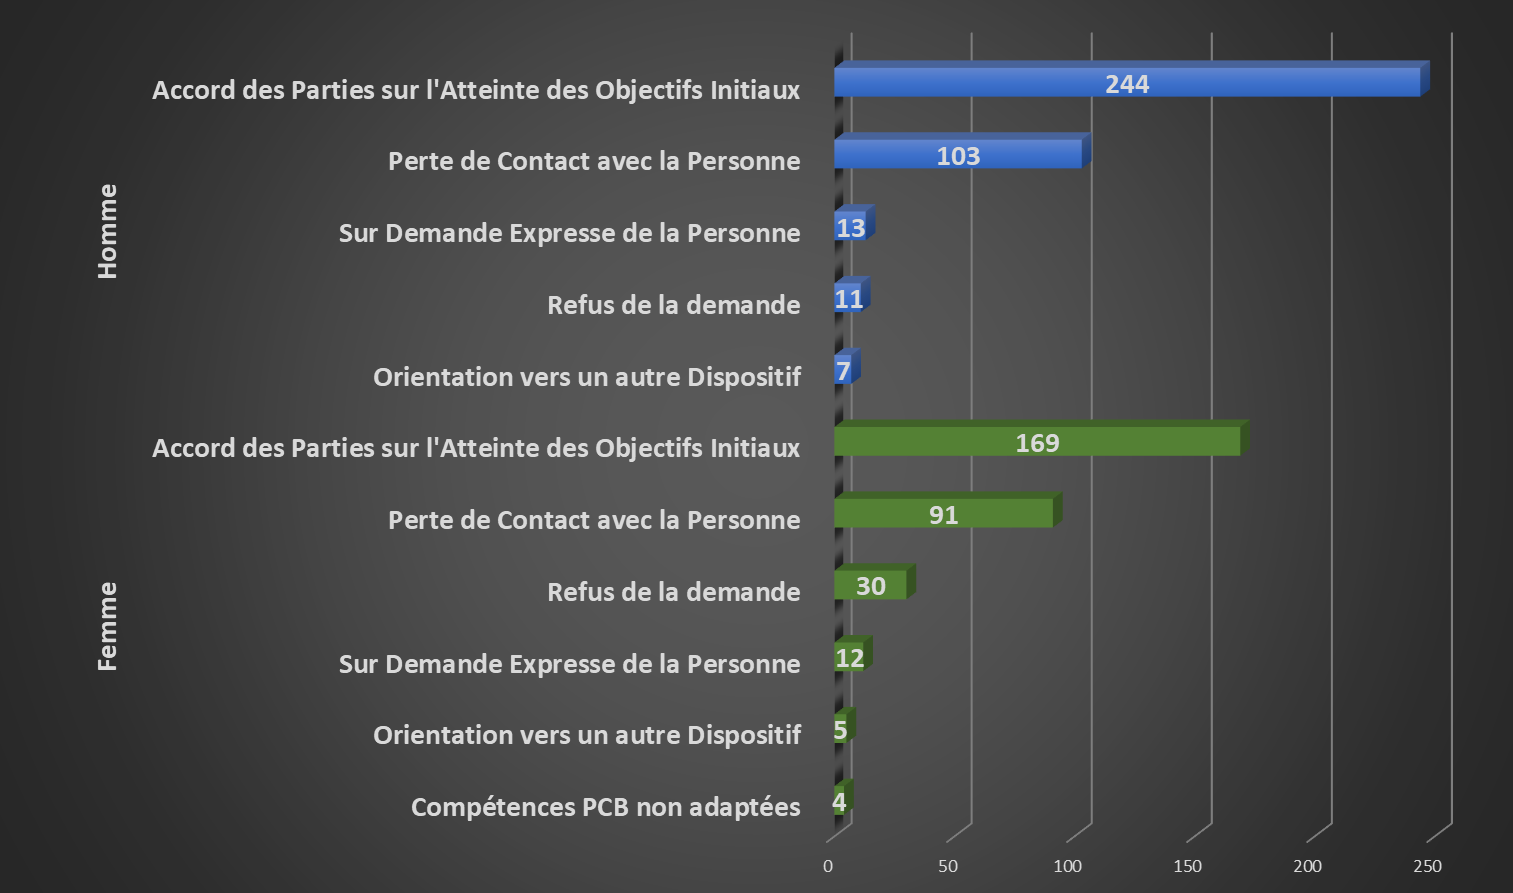 Homme
Accord des Parties sur l'Atteinte des Objectifs Initiaux 244
Perte de Contact avec la Personne 103
Sur Demande Expresse de la Personne 13
Refus de la demande 11
Orientation vers un autre Dispositif 7
Femme
Accord des Parties sur l'Atteinte des Objectifs Initiaux 169
Perte de Contact avec la Personne 91
Refus de la demande 30
Sur Demande Expresse de la Personne 12
Orientation vers un autre Dispositif 5
Compétences PCB non adaptées 4
0 50 100 150 200 250